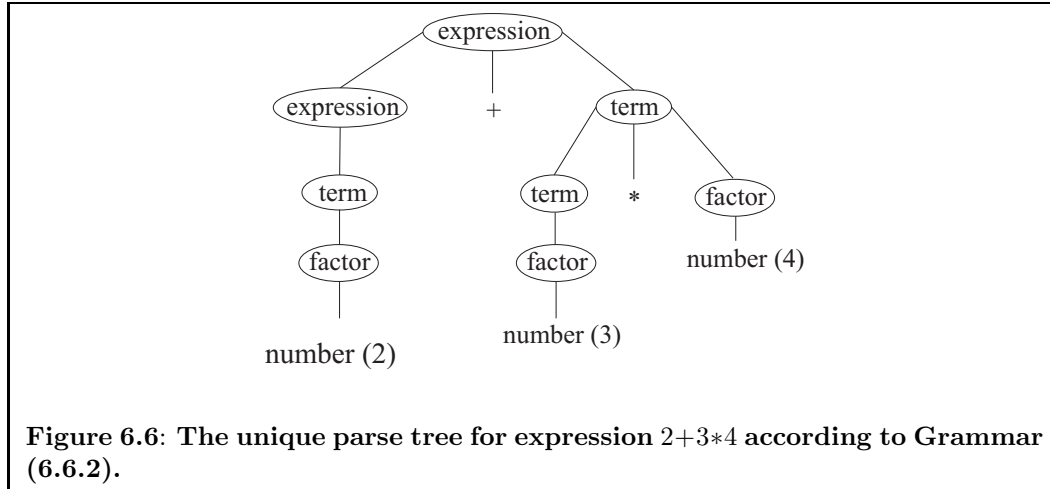 expression
expression + term
term term * factor
factor factor number (4)
number (3)
number (2)
Figure 6.6: The unique parse tree for expression 2+3*4 according to Grammar
(6.6.2).